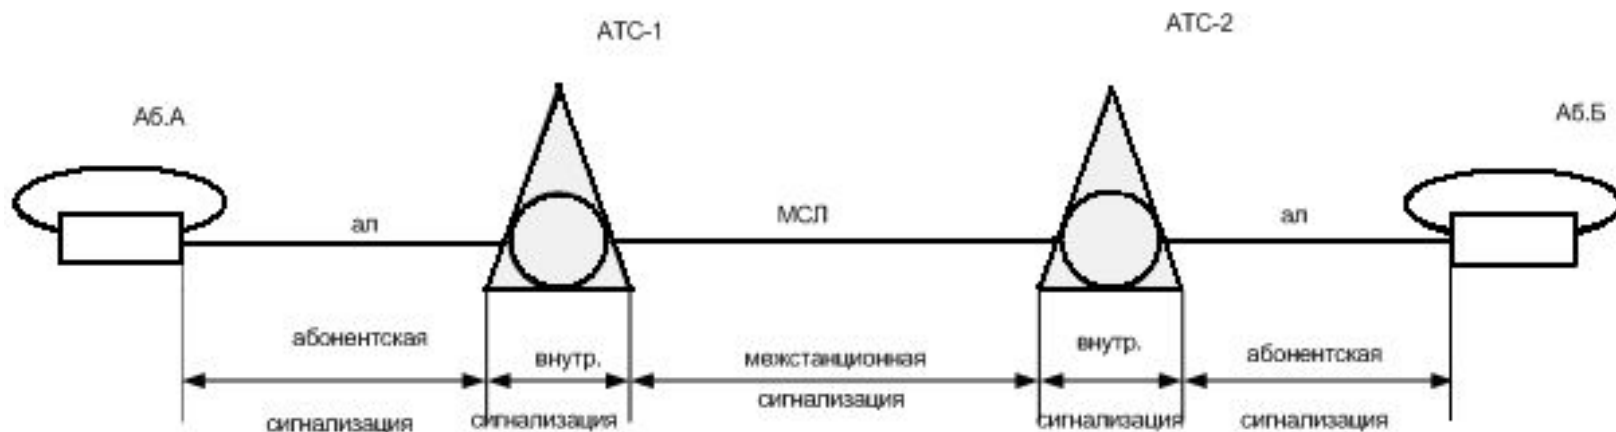 АТС-1
АТС-2
Аб.А
Аб.Б
ал
МСЛ
ал
абонентская
внутр.
межстанционная
внутр.
абонентская
сигнализация
сигнализация
сигнализация
сигнализация
сигнализация